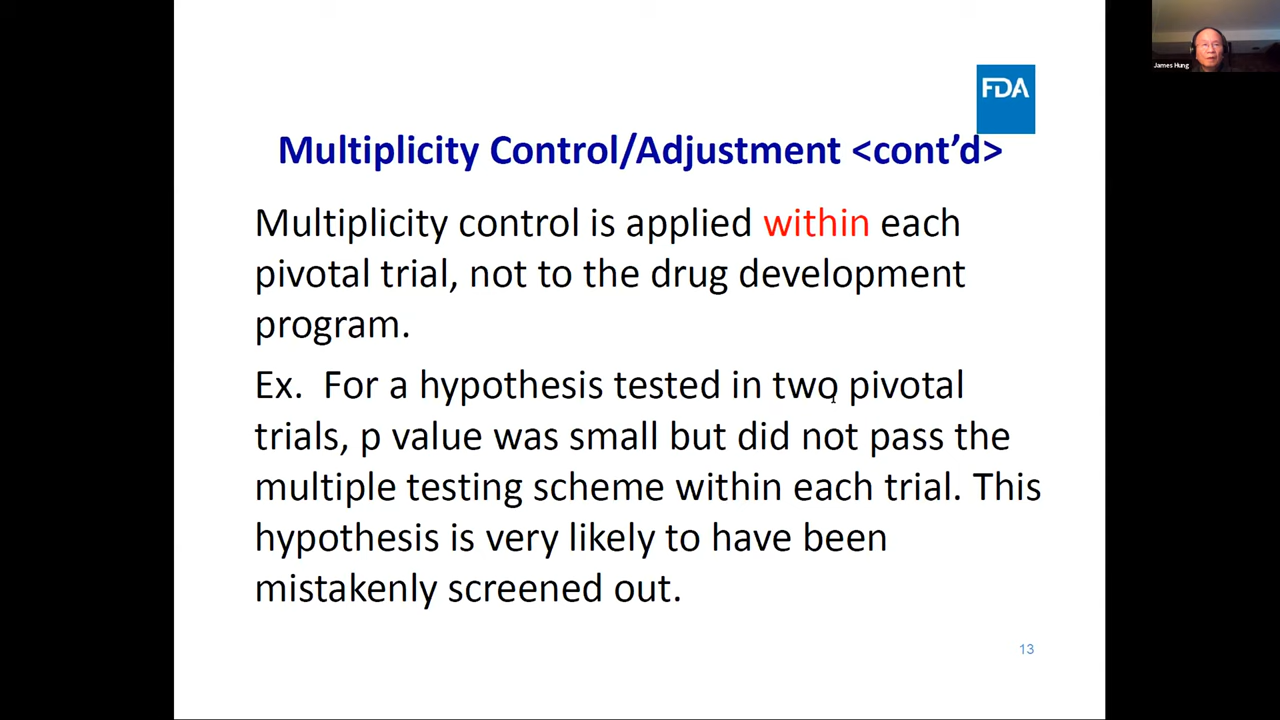 James Hung
FDA
Multiplicity Control/Adjustment <cont’d>
Multiplicity control is applied within each
pivotal trial, not to the drug development
program.
Ex.  For a hypothesis tested in two pivotal
trials, p value was small but did not pass the
multiple testing scheme within each trial. This
hypothesis is very likely to have been
mistakenly screened out.
13